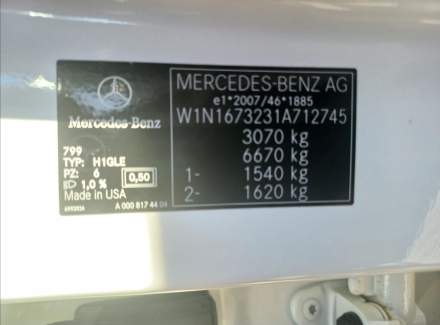 MERCEDES-BENZ AG
e1*2007/46*1885
W1N1673231A712745
3070 kg
6670 kg
1- 1540 kg
2- 1620 kg
Mercedes-Benz
799
TYP: H1GLE
PZ: 6 0,50
1,0 %
Made in USA
A 000 817 44 04